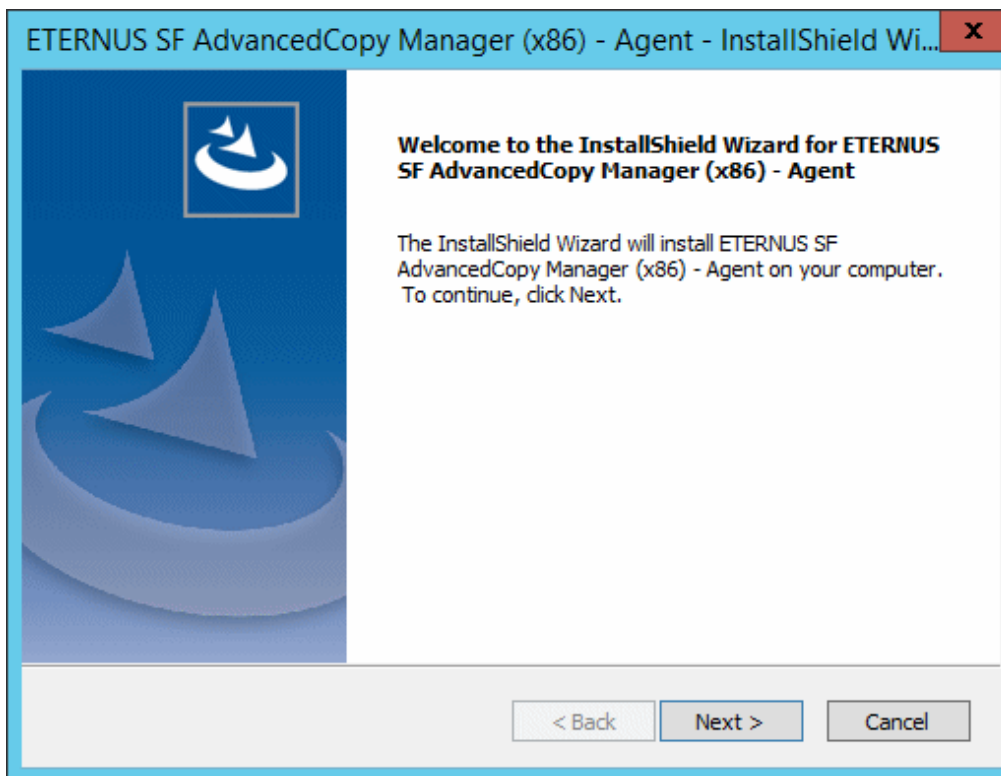 ETERNUS SF AdvancedCopy Manager (x86) - Agent - InstallShield Wi...
x
Welcome to the InstallShield Wizard for ETERNUS
SF AdvancedCopy Manager (x86) - Agent
The InstallShield Wizard will install ETERNUS SF
AdvancedCopy Manager (x86) - Agent on your computer.
To continue, click Next.
< Back Next > Cancel